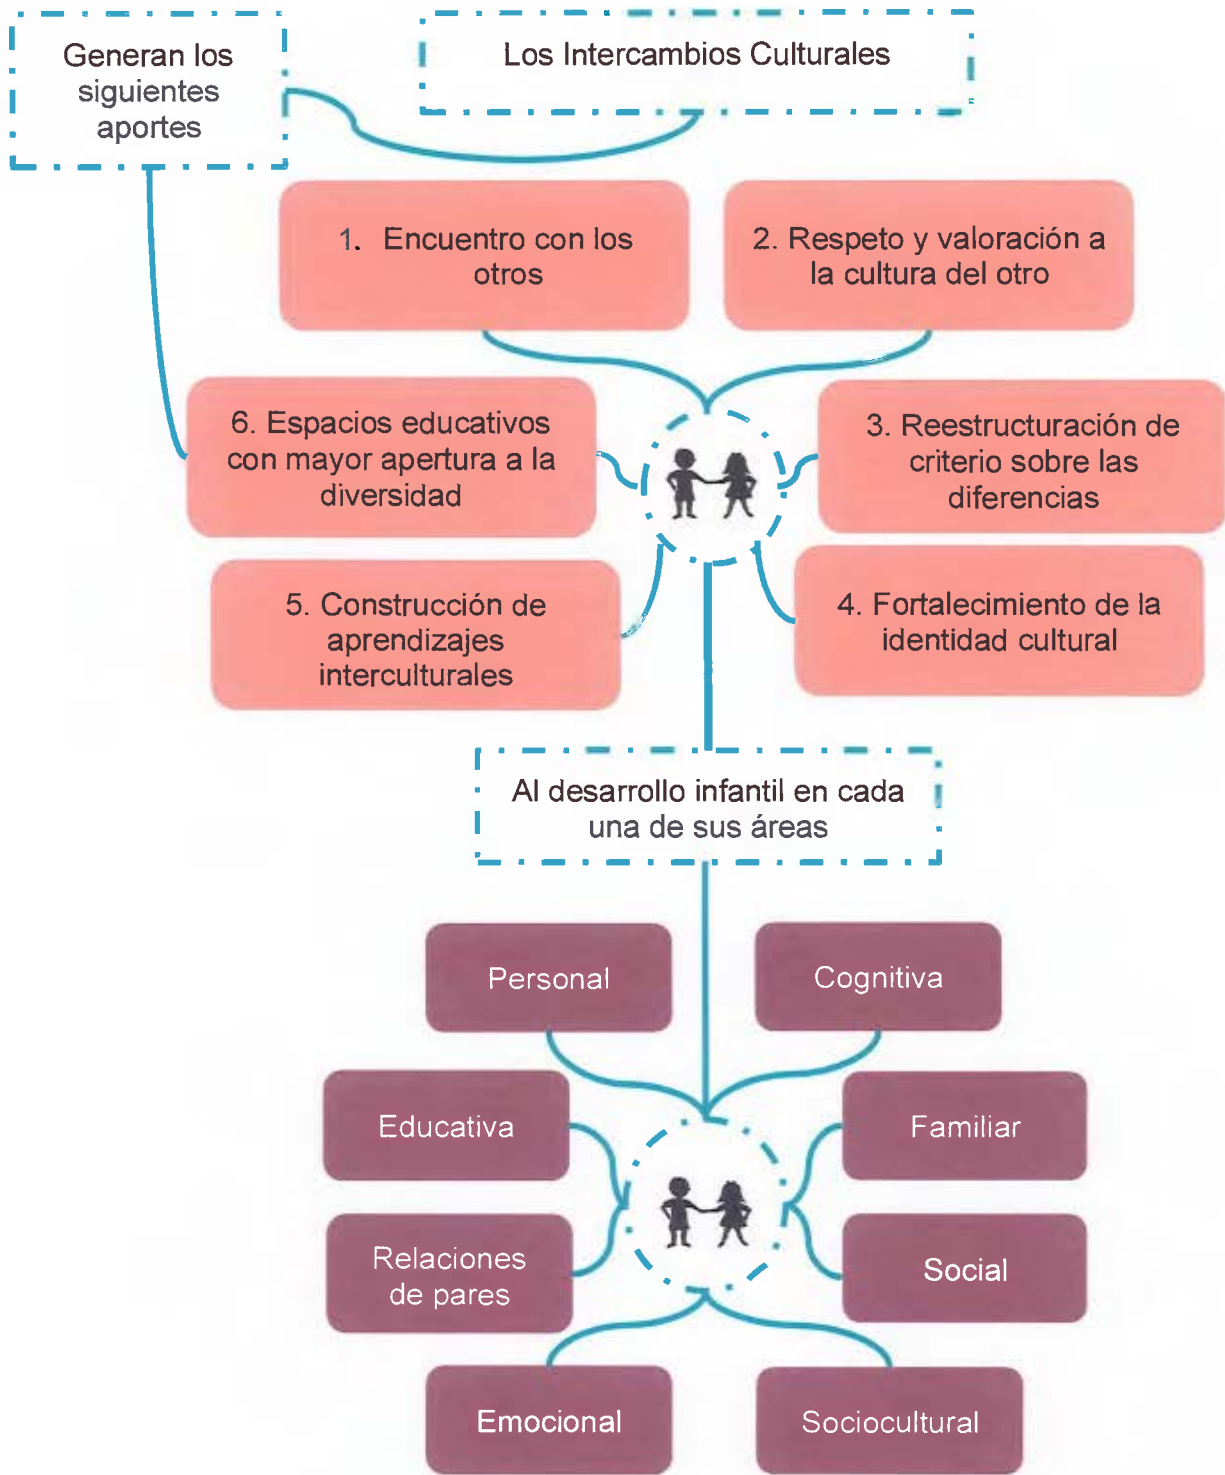 Generan los
siguientes
aportes
Los Intercambios Culturales
1. Encuentro con los
otros
2. Respeto y valoración a
la cultura del otro
6. Espacios educativos
con mayor apertura a la
diversidad
3. Reestructuración de
criterio sobre las
diferencias
5. Construcción de
aprendizajes
interculturales
4. Fortalecimiento de la
identidad cultural
Al desarrollo infantil en cada
una de sus áreas
Personal
Cognitiva
Educativa
Familiar
Relaciones
de pares
Social
Emocional
Sociocultural